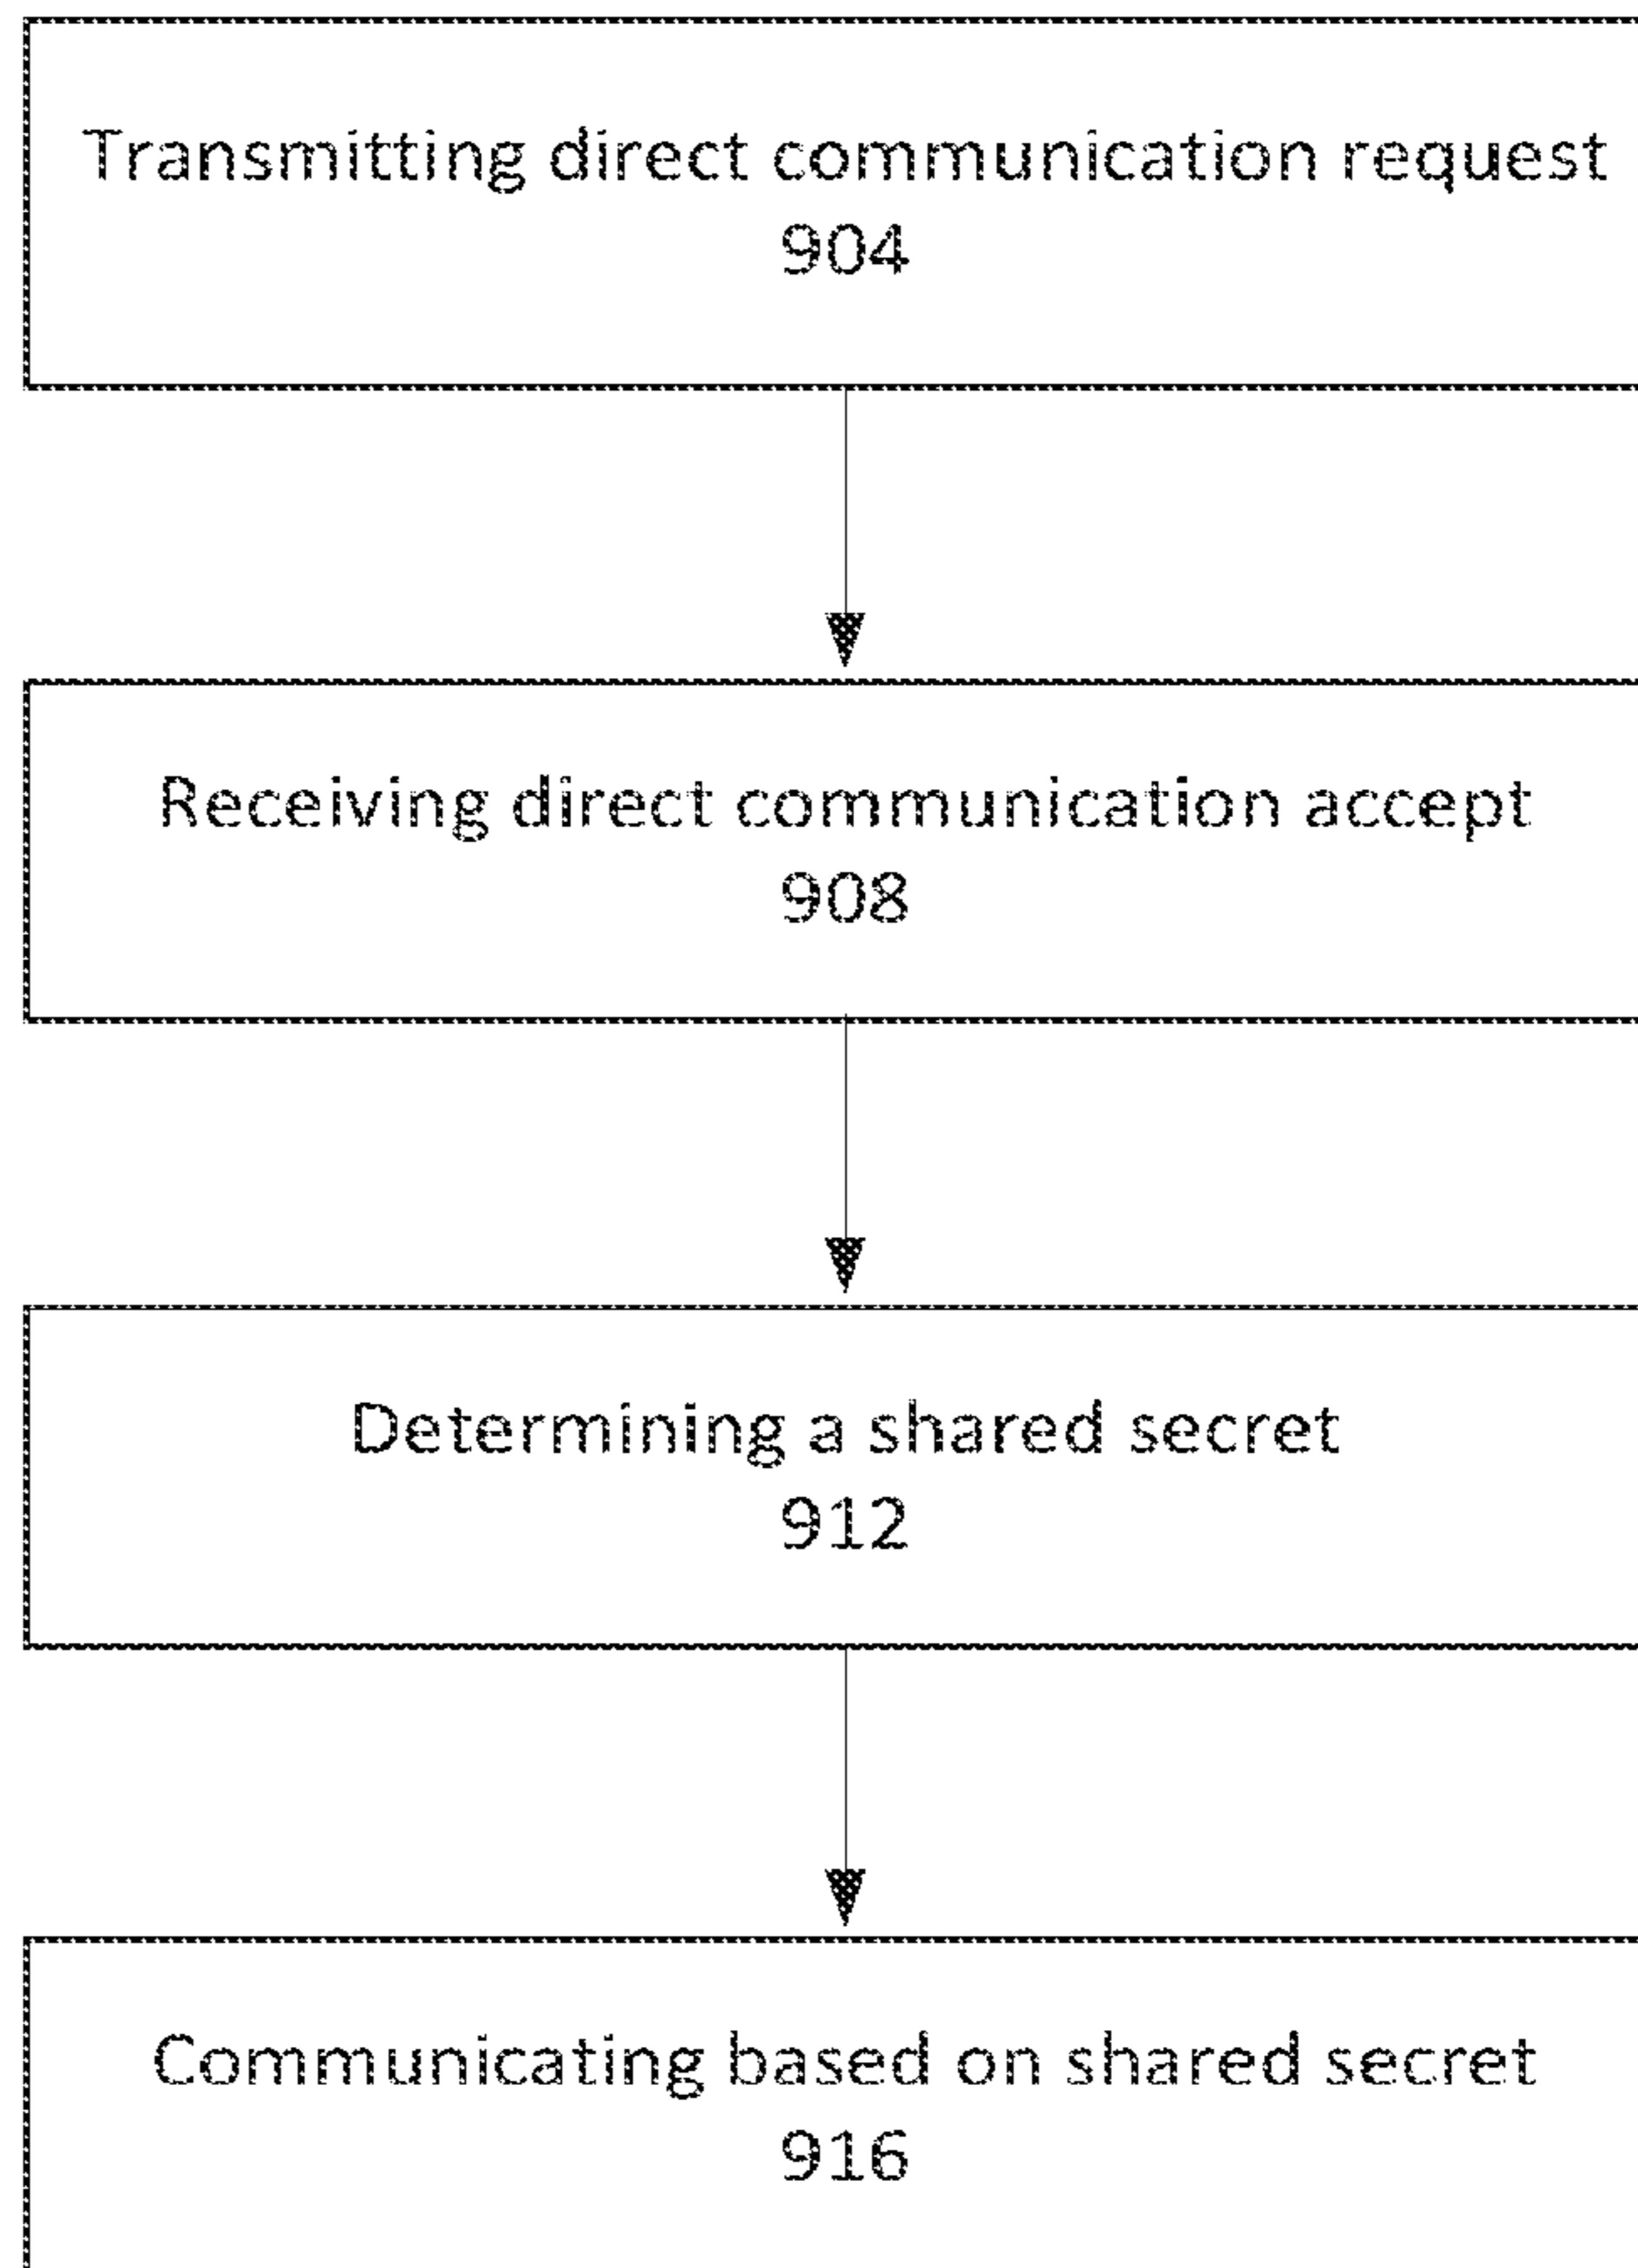 Transmitting direct communication request
904
Receiving direct communication accept
908
Determining a shared secret
912
Communicating based on shared secret
916